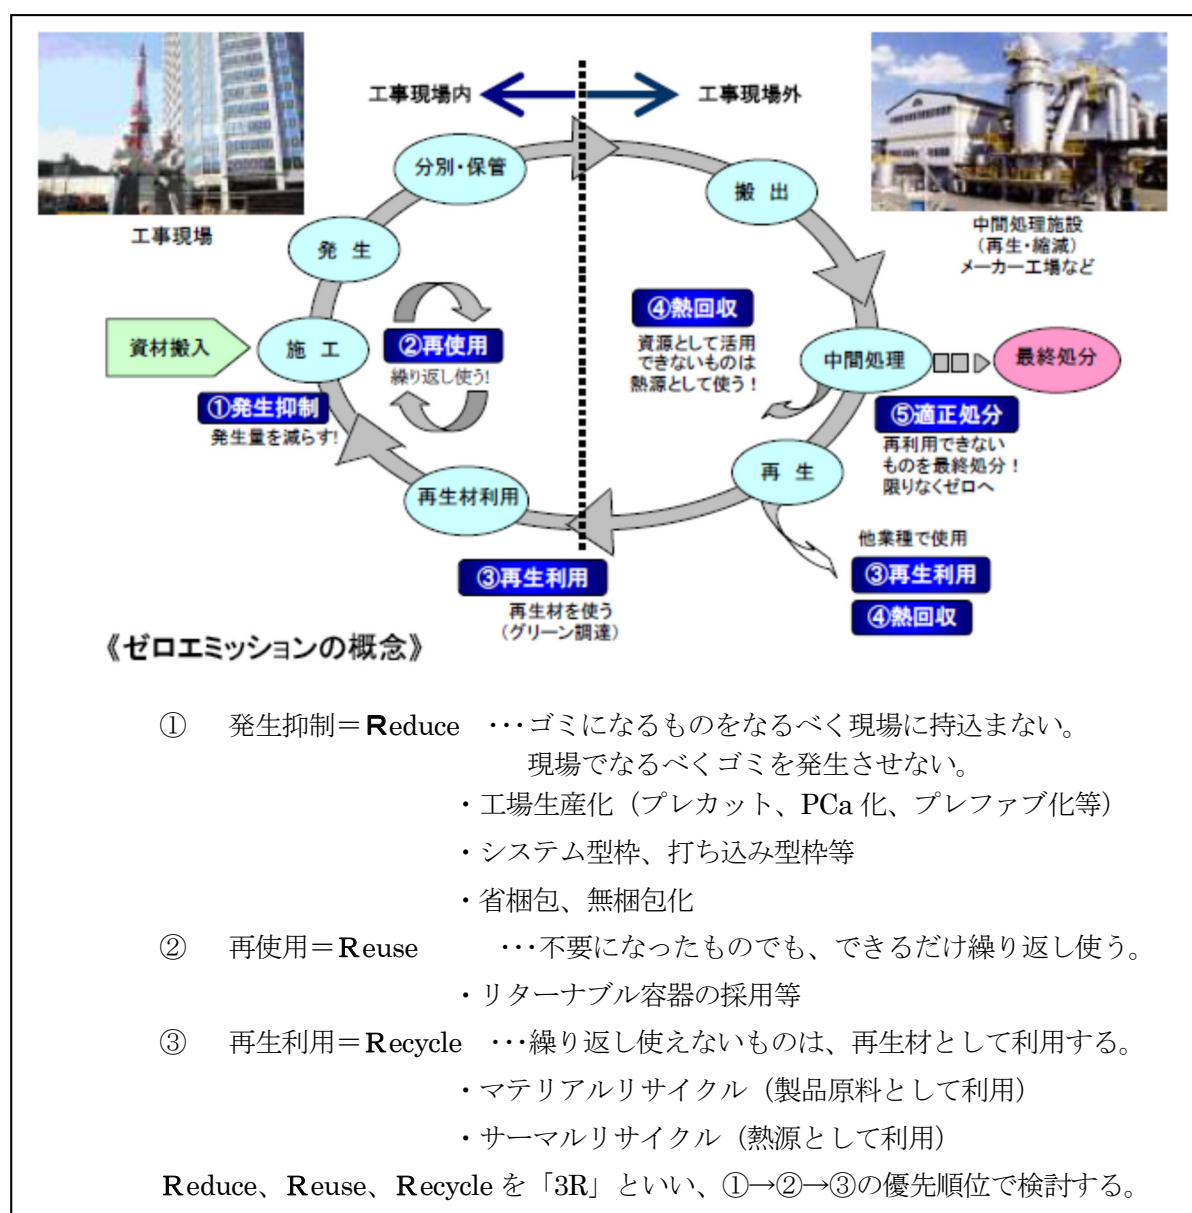 工事現場内
工事現場外
分別・保管
搬 出
工事現場
中間処理施設
（再生・縮減）
メーカー工場など
発 生
④熱回収
資源として活用
できないものは
熱源として使う！
資材搬入
施 工
②再使用
繰り返し使う!
中間処理
最終処分
①発生抑制
発生量を減らす!
⑤適正処分
再利用できない
ものを最終処分！
限りなくゼロへ
再 生
再生材利用
他業種で使用
③再生利用
④熱回収
③再生利用
再生材を使う
（グリーン調達）
《ゼロエミッションの概念》
① 発生抑制＝Reduce ･･･ゴミになるものをなるべく現場に持込まない。
現場でなるべくゴミを発生させない。
・工場生産化（プレカット、PCa 化、プレファブ化等）
・システム型枠、打ち込み型枠等
・省梱包、無梱包化
② 再使用＝Reuse ･･･不要になったものでも、できるだけ繰り返し使う。
・リターナブル容器の採用等
③ 再生利用＝Recycle ･･･繰り返し使えないものは、再生材として利用する。
・マテリアルリサイクル（製品原料として利用）
・サーマルリサイクル（熱源として利用）
Reduce、Reuse、Recycle を「3R」といい、①→②→③の優先順位で検討する。